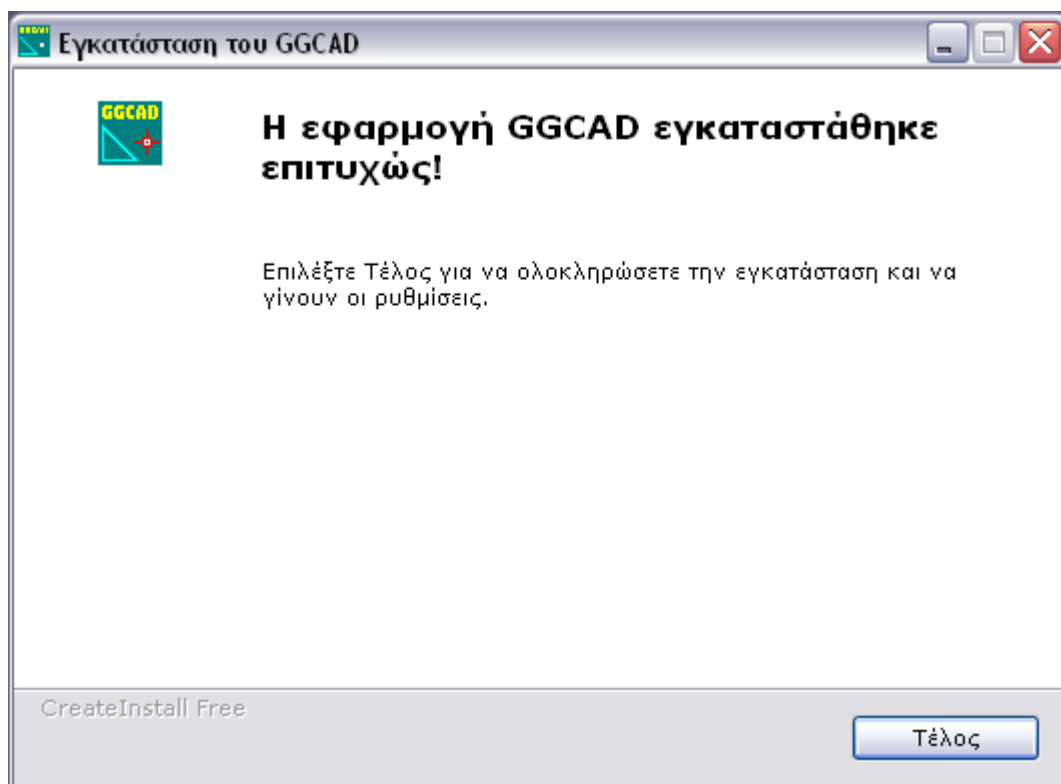 Εγκατάσταση του GGCAD
GGCAD
Η εφαρμογή GGCAD εγκαταστάθηκε
επιτυχώς!
Επιλέξτε Τέλος για να ολοκληρώσετε την εγκατάσταση και να
γίνουν οι ρυθμίσεις.
CreateInstall Free
Τέλος